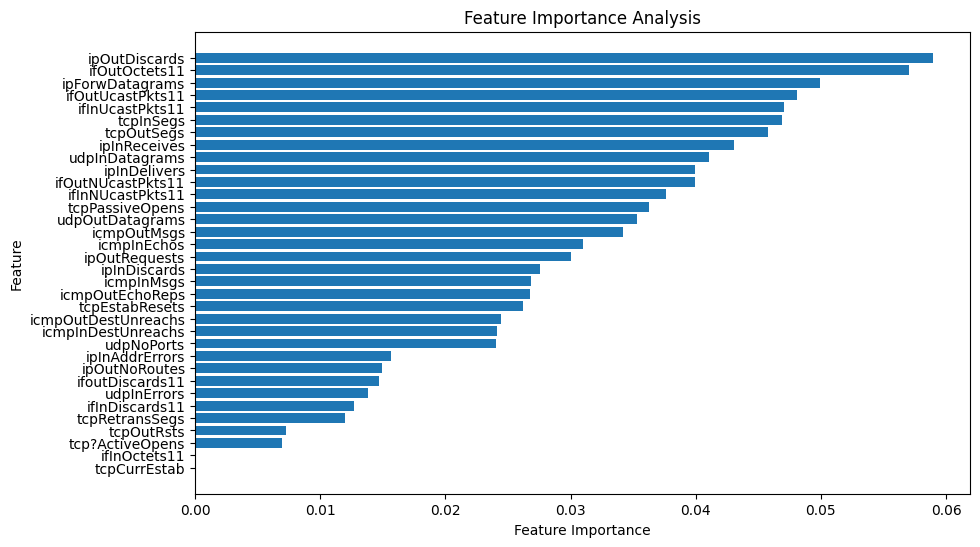 Feature Importance Analysis
ipOutDiscards
ifOutOctets11
ipForwDatagrams
ifOutUcastPkts11
ifInUcastPkts11
tcpInSegs
tcpOutSegs
ipInReceives
udpInDatagrams
ipInDelivers
ifOutNUcastPkts11
ifInNUcastPkts11
tcpPassiveOpens
udpOutDatagrams
icmpOutMsgs
icmpInEchos
ipOutRequests
ipInDiscards
icmpInMsgs
icmpOutEchoReps
tcpEstabResets
icmpOutDestUnreachs
icmpInDestUnreachs
udpNoPorts
ipInAddrErrors
ipOutNoRoutes
ifoutDiscards11
udpInErrors
ifInDiscards11
tcpRetransSegs
tcpOutRsts
tcp?ActiveOpens
ifInOctets11
tcpCurrEstab
Feature
0.00 0.01 0.02 0.03 0.04 0.05 0.06
Feature Importance